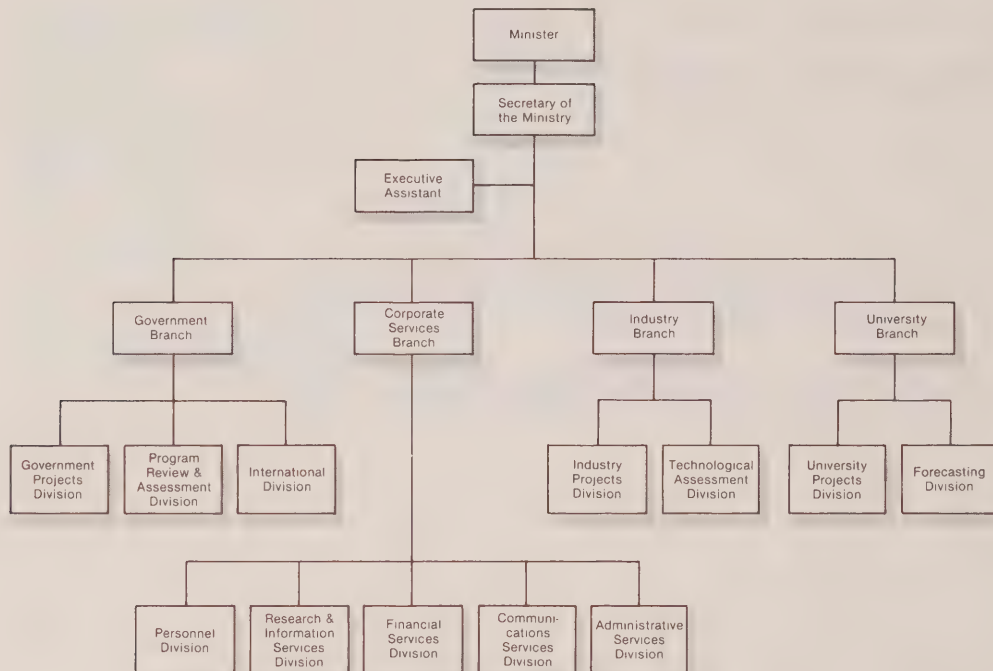 Minister
Secretary of
the Ministry
Executive
Assistant
Government
Branch
Corporate
Services
Branch
Industry
Branch
University
Branch
Government
Projects
Division
Program
Review &
Assessment
Division
International
Division
Industry
Projects
Division
Technological
Assessment
Division
University
Projects
Division
Forecasting
Division
Personnel
Division
Research &
Information
Services
Division
Financial
Services
Division
Communi-
cations
Services
Division
Administrative
Services
Division